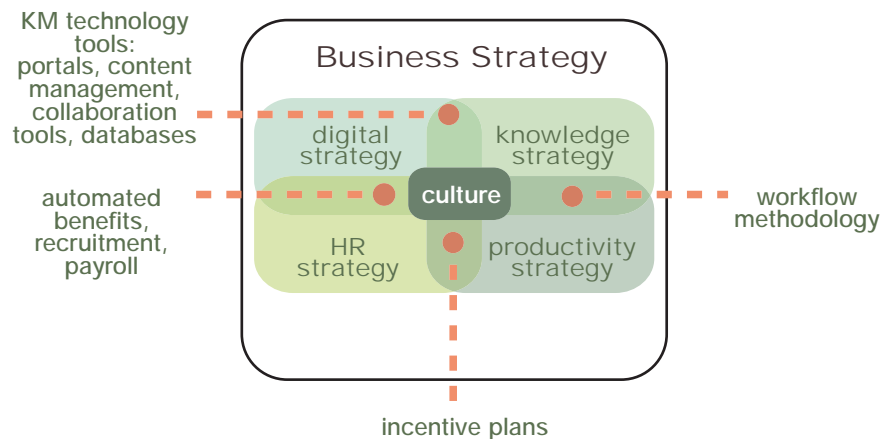 KM technology
tools:
portals, content
management,
collaboration
tools, databases
Business Strategy
digital
strategy
knowledge
strategy
culture
automated
benefits,
recruitment,
payroll
workflow
methodology
HR
strategy
productivity
strategy
incentive plans